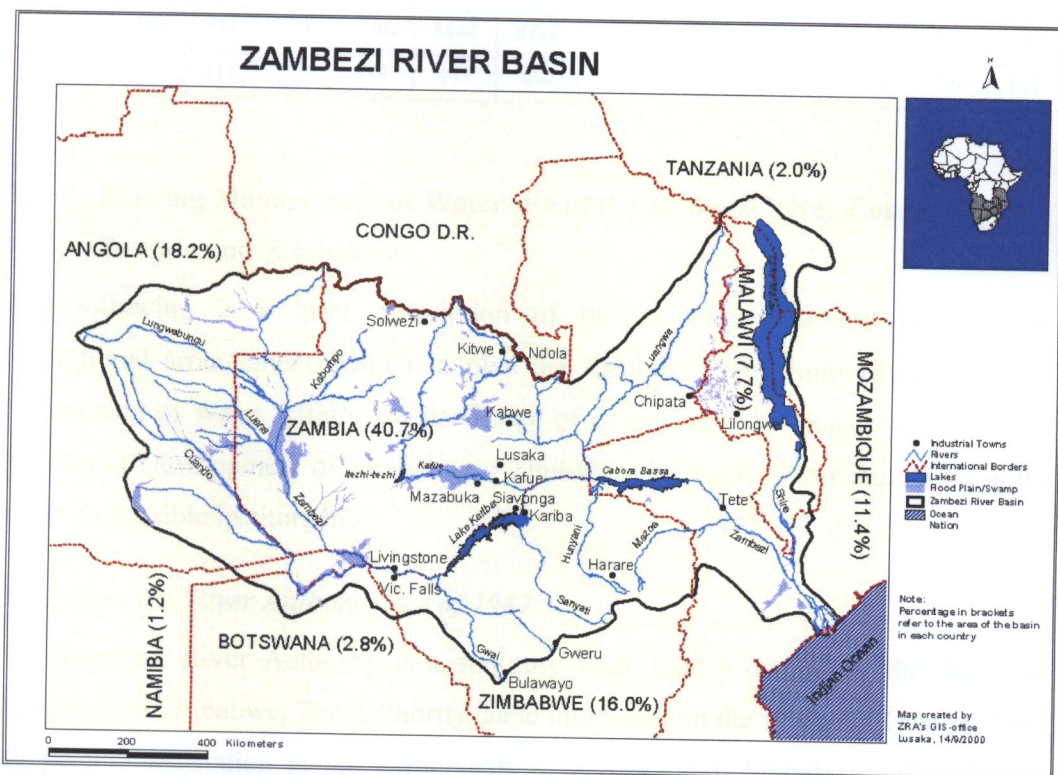 ZAMBEZI RIVER BASIN
TANZANIA (2.0%)
CONGO D.R.
ANGOLA (18.2%)
MALAWI (7.7%)
MOZAMBIQUE (11.4%)
Lungwebungu
Solwezi
Kitwe
Ndola
Kabompo
Luangwa
Chipata
Lilongwe
Kabwe
Luena
ZAMBIA (40.7%)
Lusaka
Itezhi-tezhi
Kafue
Kafue
Cabora Bassa
Cuando
Mazabuka
Siavonga
Kariba
Lake Kariba
Tete
Shire
Zambezi
Hunyani
Mazoe
Zambezi
Livingstone
Vic. Falls
Harare
Sanyati
NAMIBIA (1.2%)
BOTSWANA (2.8%)
Gwai
Gweru
Bulawayo
ZIMBABWE (16.0%)
Indian Ocean
0 200 400 Kilometers
N
Industrial Towns
Rivers
International Borders
Lakes
Flood Plain/Swamp
Zambezi River Basin
Ocean
Nation
Note:
Percentage in brackets
refer to the area of the basin
in each country
Map created by
ZRA's GIS-office
Lusaka, 14/9/2000